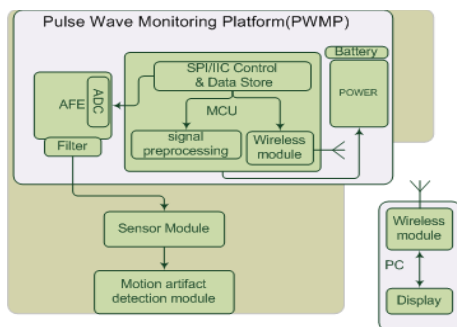 Pulse Wave Monitoring Platform(PWMP)
Battery
POWER
SPI/IIC Control
& Data Store
AFE
ADC
MCU
signal
preprocessing
Wireless
module
Filter
Sensor Module
Motion artifact
detection module
Wireless
module
PC
Display